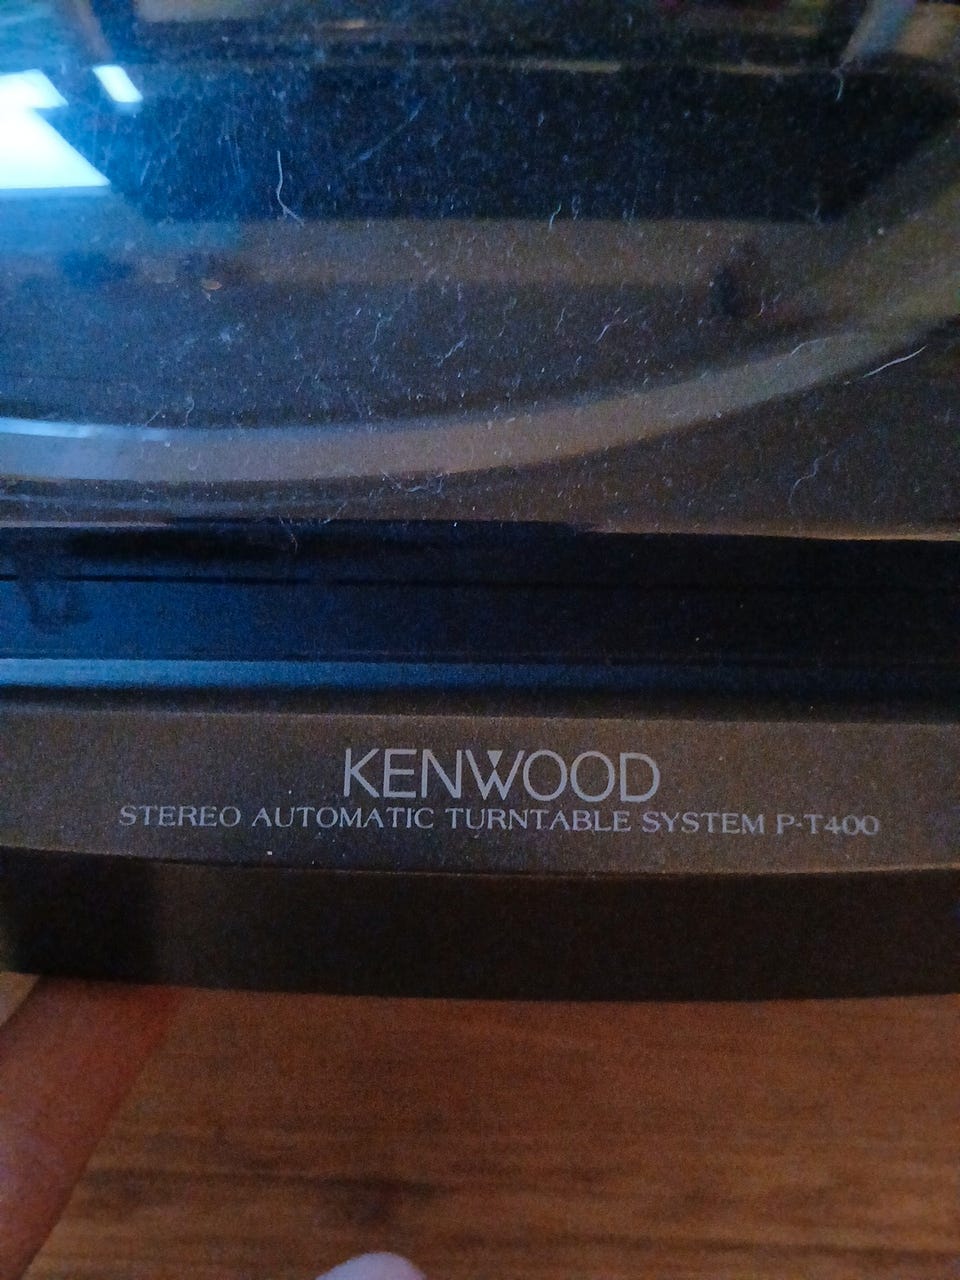 KENWOOD
STEREO AUTOMATIC TURNTABLE SYSTEM P-T400